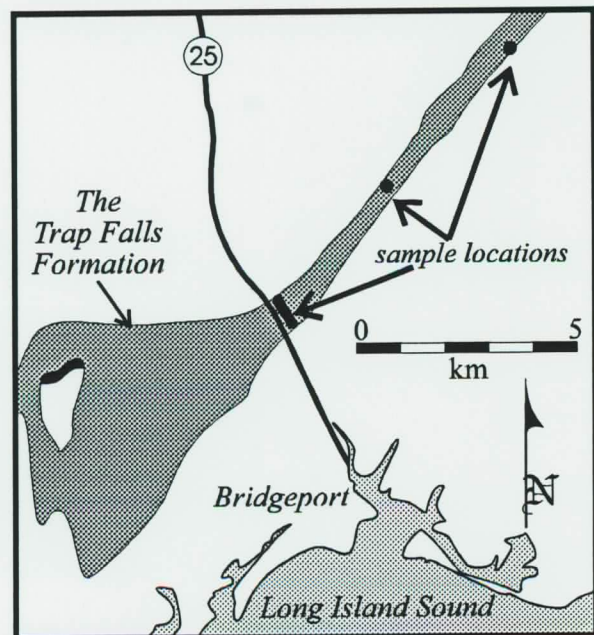 25
The
Trap Falls
Formation
sample locations
0 5
km
N
Bridgeport
Long Island Sound